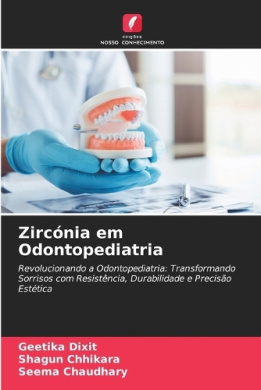 edições
NOSSO CONHECIMENTO
Zircónia em
Odontopediatria
Revolucionando a Odontopediatria: Transformando
Sorrisos com Resistência, Durabilidade e Precisão
Estética
Geetika Dixit
Shagun Chhikara
Seema Chaudhary